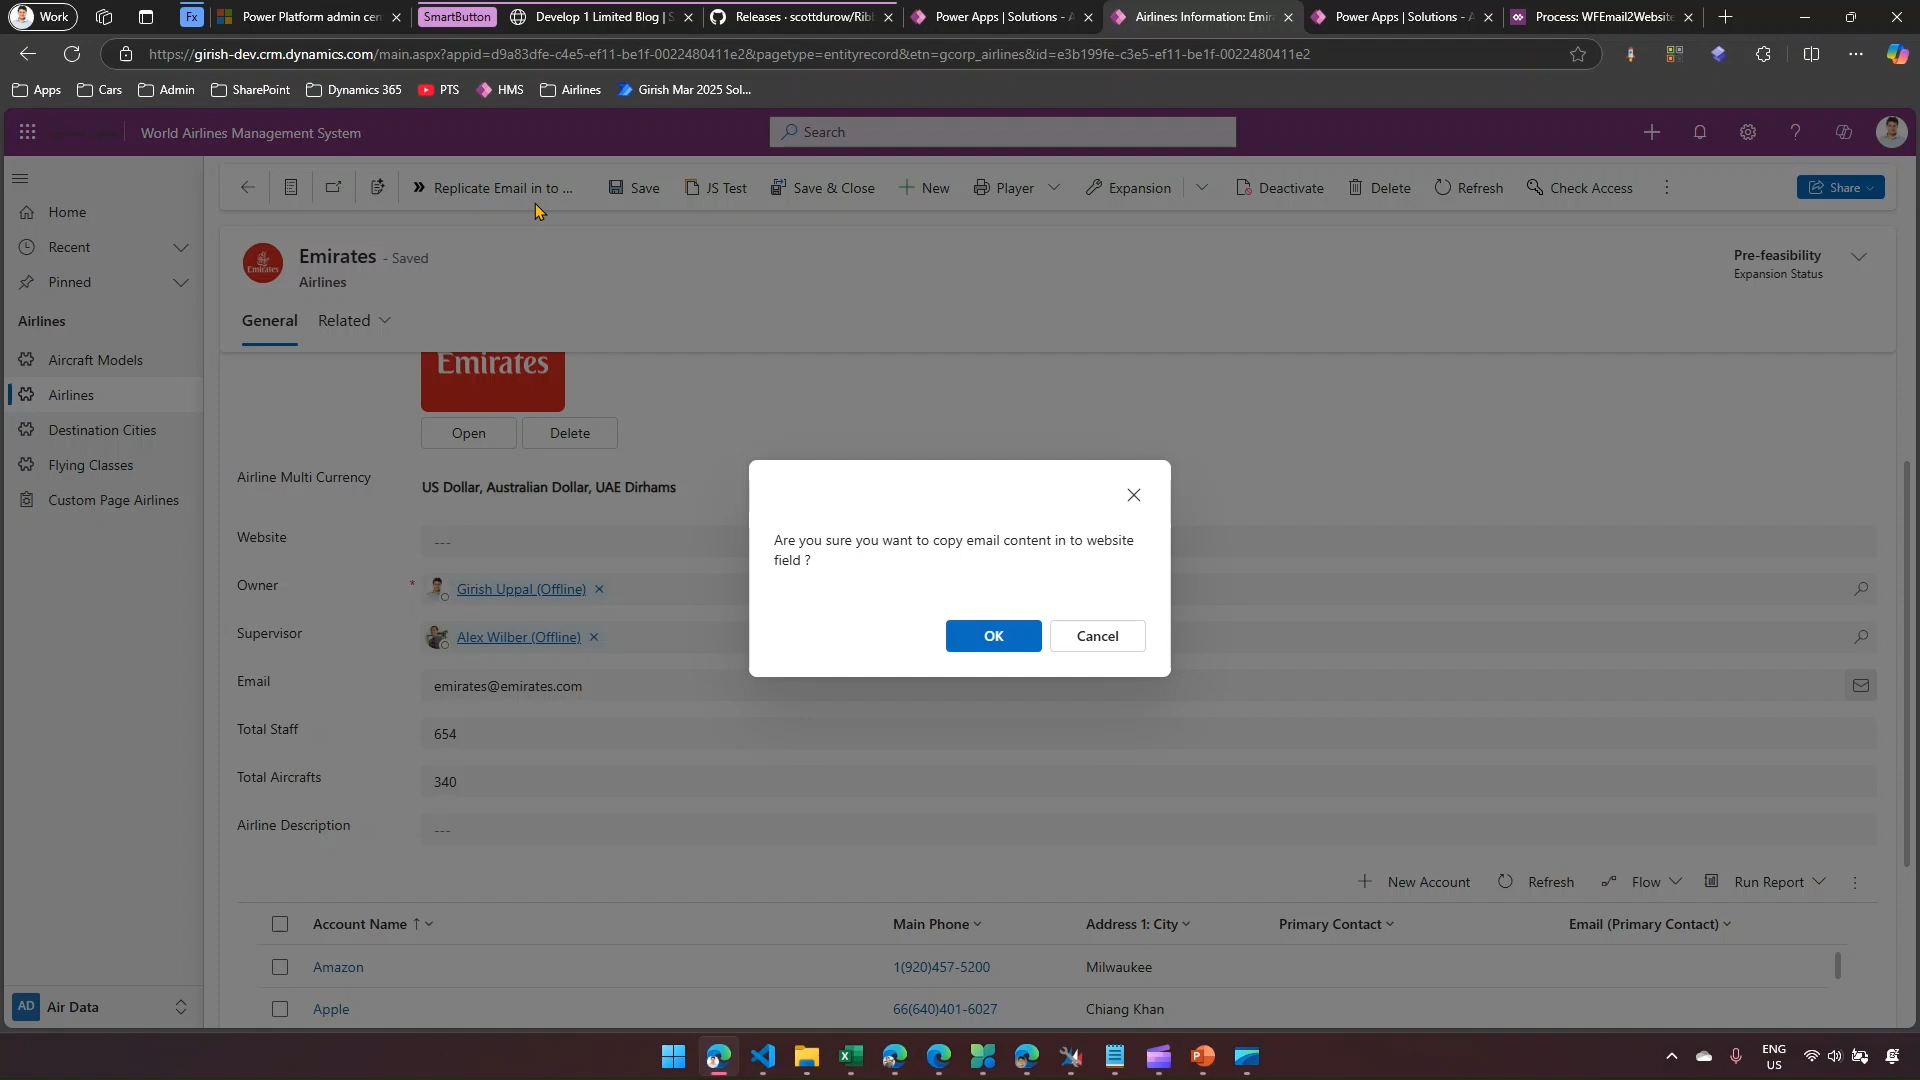 Work
Fx
Power Platform admin cen
SmartButton
Develop 1 Limited Blog | S
Releases · scottdurow/Rib
Power Apps | Solutions - A
Airlines: Information: Emir
Power Apps | Solutions - A
Process: WFEmail2Website
https://girish-dev.crm.dynamics.com/main.aspx?appid=d9a83dfe-c4e5-ef11-be1f-0022480411e2&pagetype=entityrecord&etn=gcorp_airlines&id=e3b199fe-c3e5-ef11-be1f-0022480411e2
Apps
Cars
Admin
SharePoint
Dynamics 365
PTS
HMS
Airlines
Girish Mar 2025 Sol...
World Airlines Management System
Search
Replicate Email in to ...
Save
JS Test
Save & Close
New
Player
Expansion
Deactivate
Delete
Refresh
Check Access
Share
Home
Recent
Pinned
Airlines
Aircraft Models
Airlines
Destination Cities
Flying Classes
Custom Page Airlines
AD Air Data
Emirates
Emirates - Saved
Airlines
Pre-feasibility
Expansion Status
General
Related
Emirates
Open
Delete
Airline Multi Currency
US Dollar, Australian Dollar, UAE Dirhams
Website
---
Owner
*
Girish Uppal (Offline)
Supervisor
Alex Wilber (Offline)
Email
emirates@emirates.com
Total Staff
654
Total Aircrafts
340
Airline Description
---
Are you sure you want to copy email content in to website
field ?
OK
Cancel
New Account
Refresh
Flow
Run Report
Account Name
Main Phone
Address 1: City
Primary Contact
Email (Primary Contact)
Amazon
1(920)457-5200
Milwaukee
Apple
66(640)401-6027
Chiang Khan
ENG
US